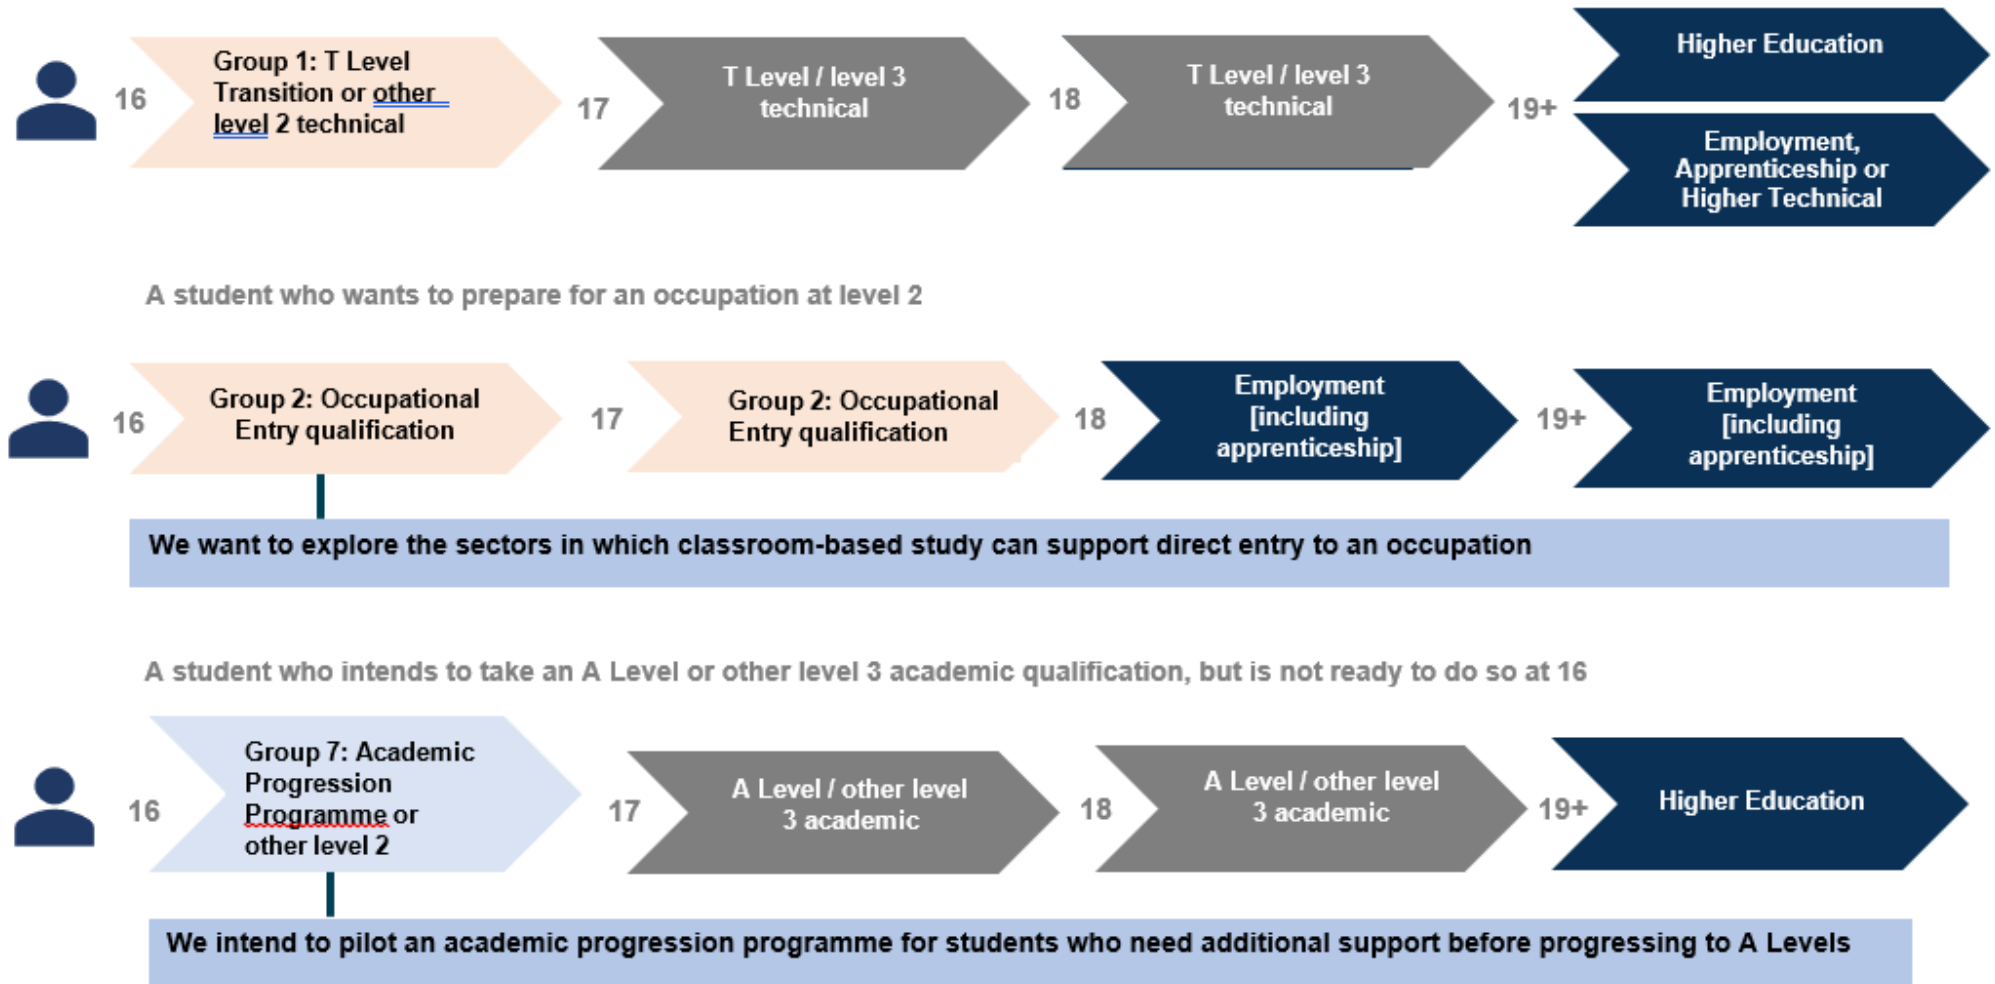 16
Group 1: T Level
Transition or other
level 2 technical
17
T Level / level 3
technical
18
T Level / level 3
technical
19+
Higher Education
Employment,
Apprenticeship or
Higher Technical
A student who wants to prepare for an occupation at level 2
16
Group 2: Occupational
Entry qualification
17
Group 2: Occupational
Entry qualification
18
Employment
[including
apprenticeship]
19+
Employment
[including
apprenticeship]
We want to explore the sectors in which classroom-based study can support direct entry to an occupation
A student who intends to take an A Level or other level 3 academic qualification, but is not ready to do so at 16
16
Group 7: Academic
Progression
Programme or
other level 2
17
A Level / other level
3 academic
18
A Level / other level
3 academic
19+
Higher Education
We intend to pilot an academic progression programme for students who need additional support before progressing to A Levels